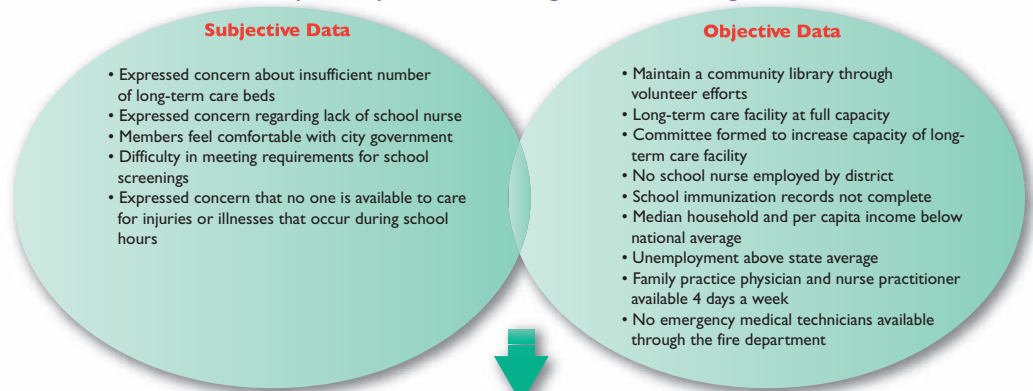 Subjective Data
• Expressed concern about insufficient number
of long-term care beds
• Expressed concern regarding lack of school nurse
• Members feel comfortable with city government
• Difficulty in meeting requirements for school
screenings
• Expressed concern that no one is available to care
for injuries or illnesses that occur during school
hours
Objective Data
• Maintain a community library through
volunteer efforts
• Long-term care facility at full capacity
• Committee formed to increase capacity of long-
term care facility
• No school nurse employed by district
• School immunization records not complete
• Median household and per capita income below
national average
• Unemployment above state average
• Family practice physician and nurse practitioner
available 4 days a week
• No emergency medical technicians available
through the fire department